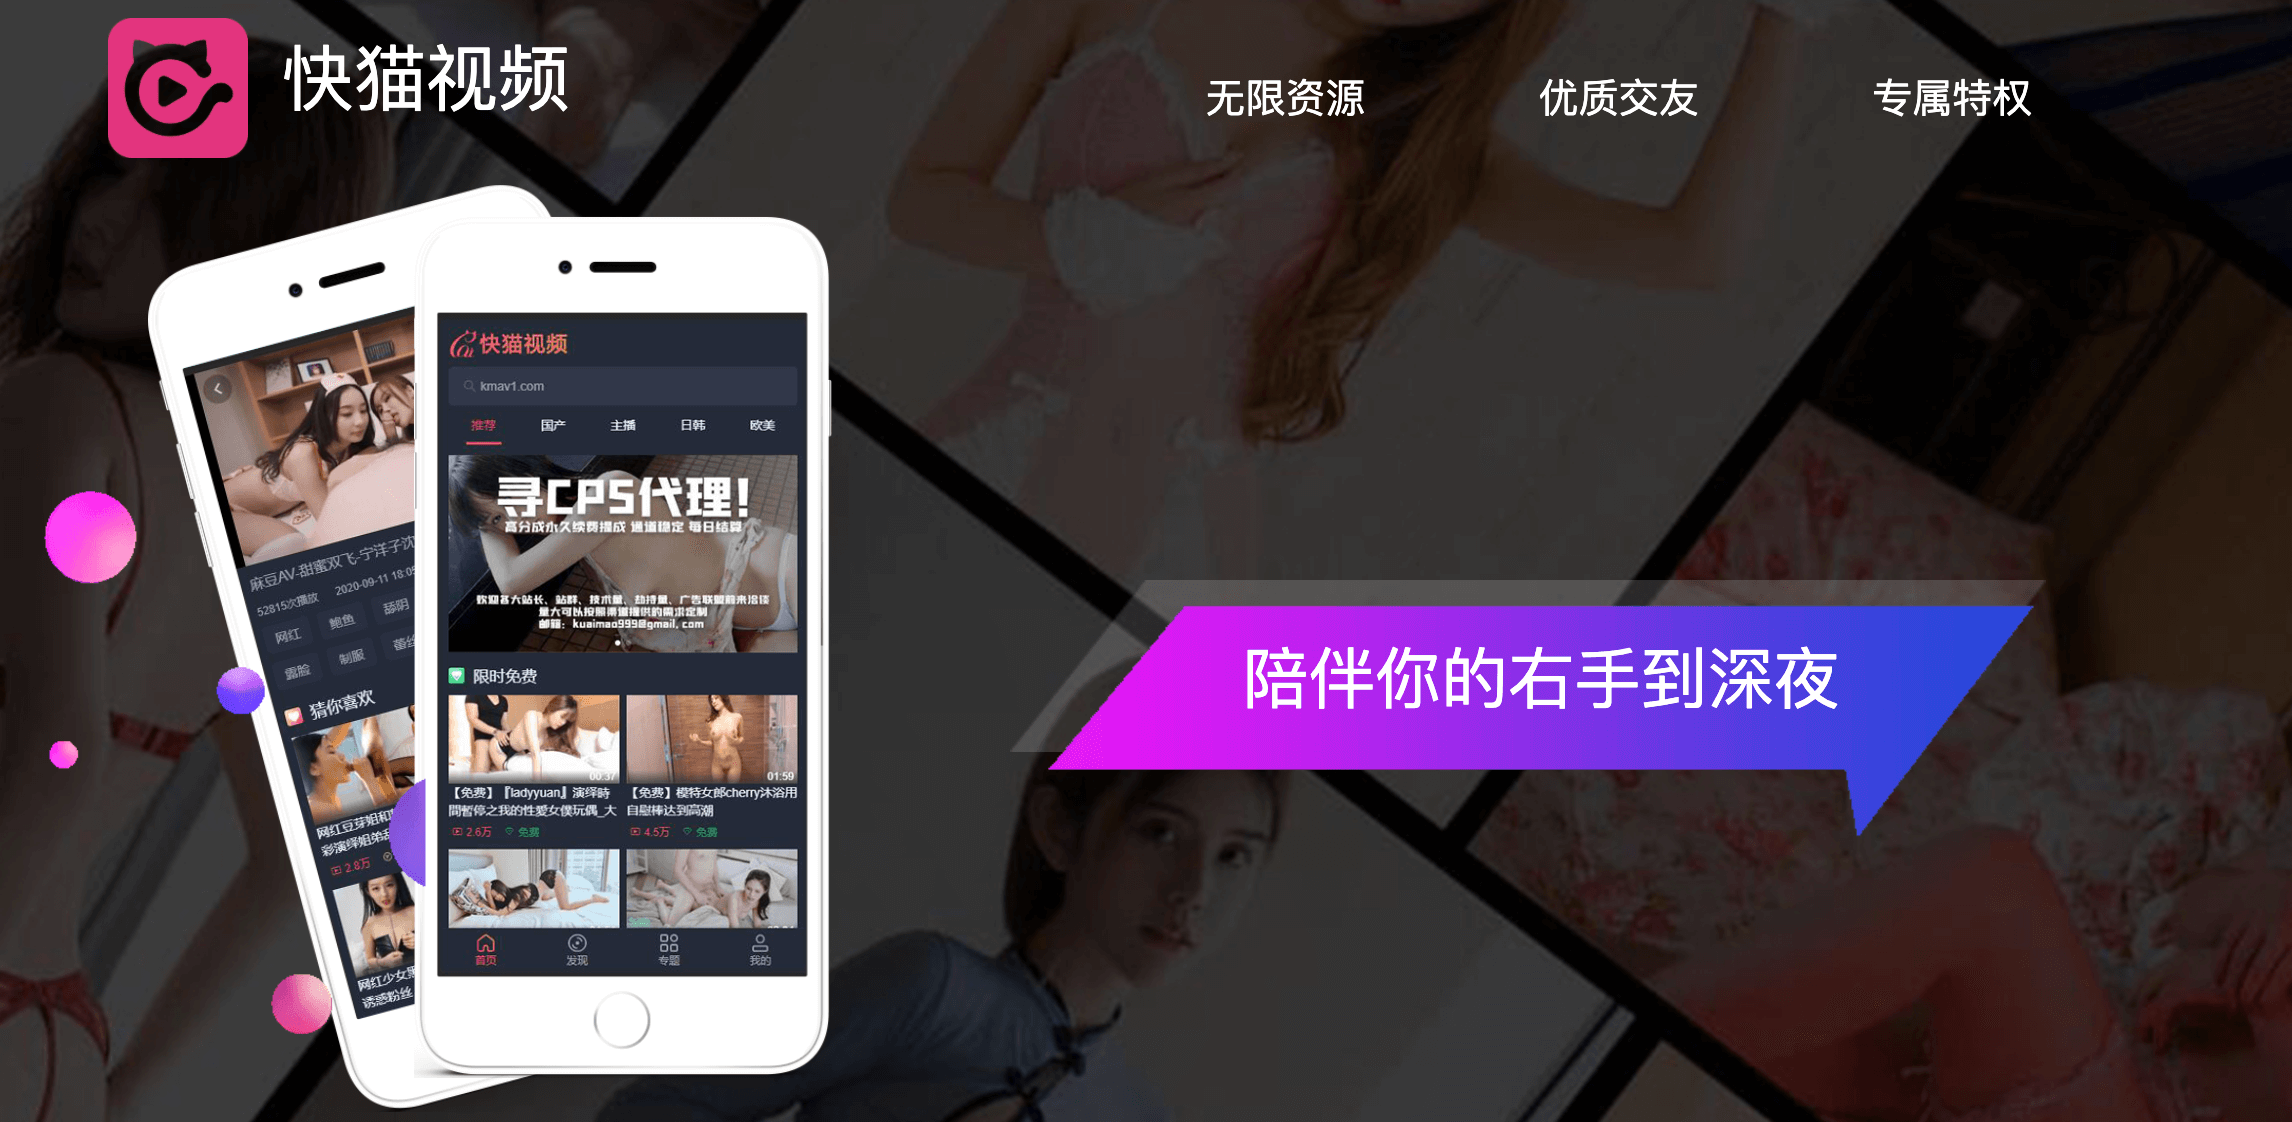 快猫视频
无限资源
优质交友
专属特权
陪伴你的右手到深夜
快猫视频
kmav1.com
推荐
国产
主播
日韩
欧美
寻CPS代理!
高分成永久续费提成 通道稳定 每日结算
欢迎各大站长、站群、技术量、劫持量、广告联盟前来洽谈
量大可以按照渠道提供的需求定制
邮箱：kuaimao999@gmail.com
限时免费
00:37
01:59
【免费】『ladyyuan』演绎時
間暫停之我的性愛女僕玩偶_大
【免费】模特女郎cherry沐浴用
自慰棒达到高潮
2.6万
免费
4.5万
免费
首页
发现
专题
我的
麻豆AV-甜蜜双飞-宁洋子沈
52815次播放
2020-09-11 18:05
网红
鲍鱼
舔阴
露脸
制服
蕾丝
猜你喜欢
网红豆芽姐和
彩演绎姐弟
2.8万
网红少女黑
诱惑粉丝